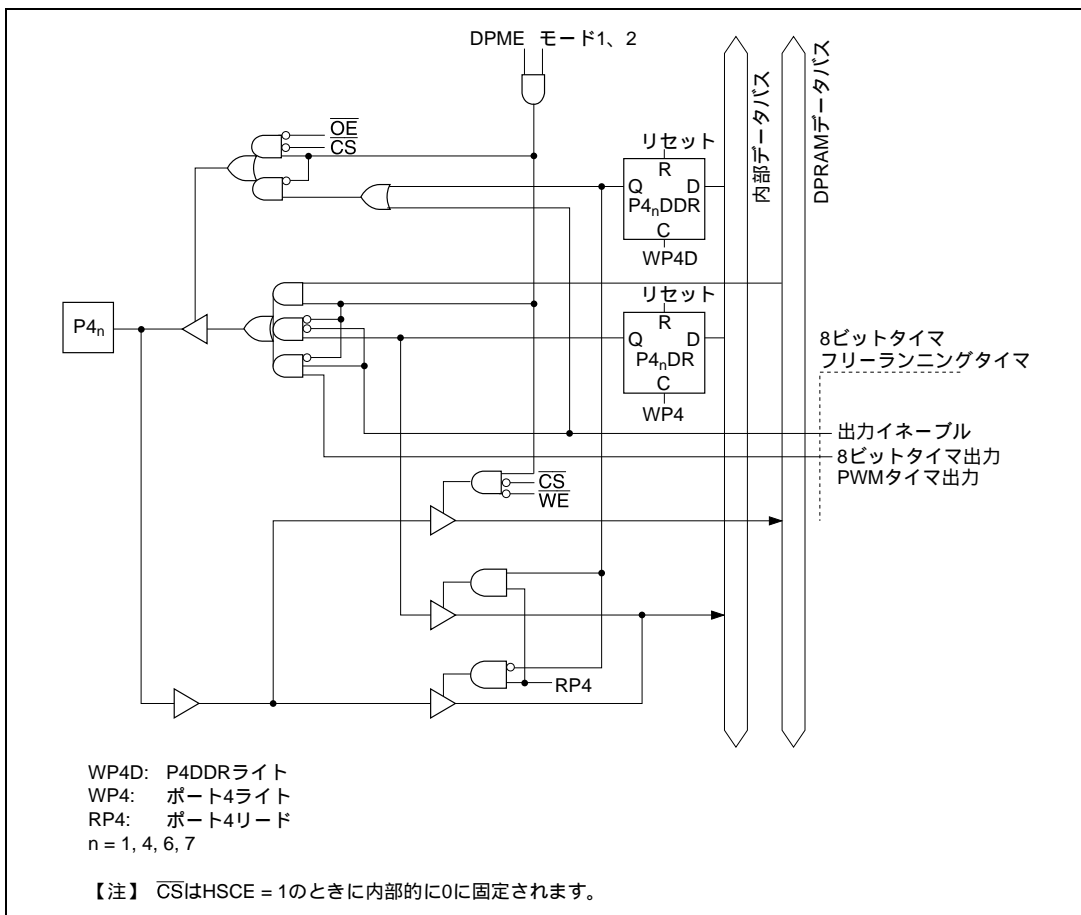 DPME モード1、2
OE
CS
リセット
R
Q D
P4nDDR
C
WP4D
内部データバス
DPRAMデータバス
リセット
R
P4n
Q D
P4nDR
C
WP4
8ビットタイマ
フリーランニングタイマ
出力イネーブル
8ビットタイマ出力
PWMタイマ出力
CS
WE
RP4
WP4D: P4DDRライト
WP4: ポート4ライト
RP4: ポート4リード
n = 1, 4, 6, 7
【注】 CSはHSCE = 1のときに内部的に0に固定されます。